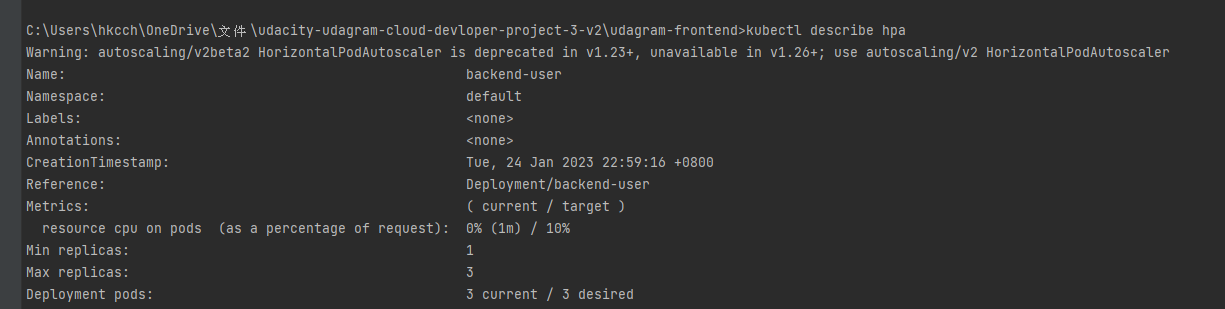 C:\Users\hkcch\OneDrive\文件\udacity-udagram-cloud-devloper-project-3-v2\udagram-frontend>kubectl describe hpa
Warning: autoscaling/v2beta2 HorizontalPodAutoscaler is deprecated in v1.23+, unavailable in v1.26+; use autoscaling/v2 HorizontalPodAutoscaler
Name: backend-user
Namespace: default
Labels: <none>
Annotations: <none>
CreationTimestamp: Tue, 24 Jan 2023 22:59:16 +0800
Reference: Deployment/backend-user
Metrics: ( current / target )
resource cpu on pods (as a percentage of request): 0% (1m) / 10%
Min replicas: 1
Max replicas: 3
Deployment pods: 3 current / 3 desired